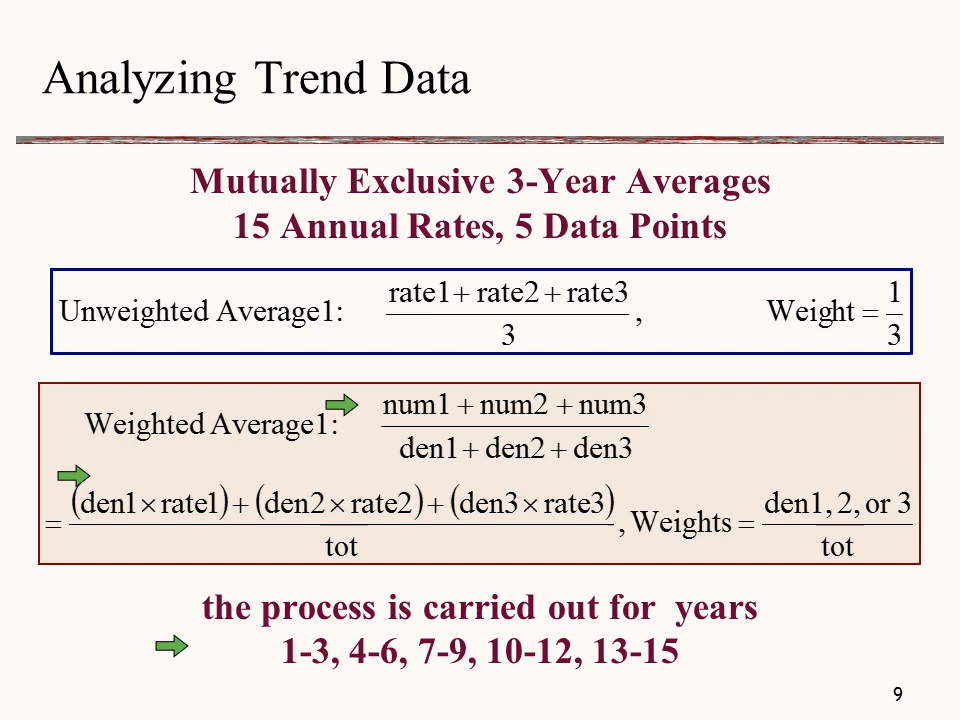 Analyzing Trend Data
Mutually Exclusive 3-Year Averages
15 Annual Rates, 5 Data Points
Unweighted Average1: (rate1 + rate2 + rate3) / 3 , Weight = 1/3
Weighted Average1: (num1 + num2 + num3) / (den1 + den2 + den3)
= ((den1 × rate1) + (den2 × rate2) + (den3 × rate3)) / tot , Weights = den1, 2, or 3 / tot
the process is carried out for years
1-3, 4-6, 7-9, 10-12, 13-15
9